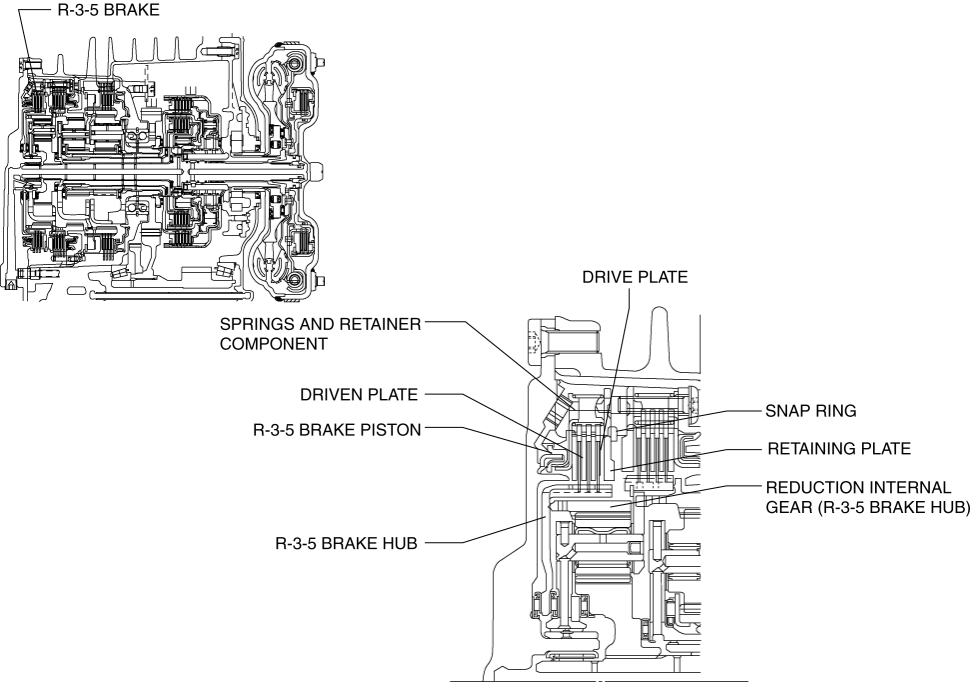 R-3-5 BRAKE
DRIVE PLATE
SPRINGS AND RETAINER
COMPONENT
DRIVEN PLATE
R-3-5 BRAKE PISTON
SNAP RING
RETAINING PLATE
REDUCTION INTERNAL
GEAR (R-3-5 BRAKE HUB)
R-3-5 BRAKE HUB